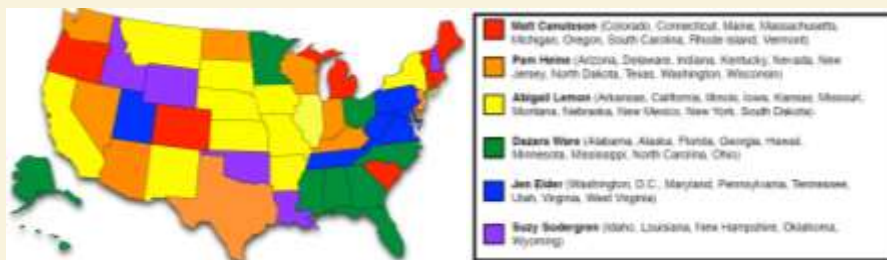 Matt Canuteson (Colorado, Connecticut, Maine, Massachusetts,
Michigan, Oregon, South Carolina, Rhode Island, Vermont)
Pam Heine (Arizona, Delaware, Indiana, Kentucky, Nevada, New
Jersey, North Dakota, Texas, Washington, Wisconsin)
Abigail Lemon (Arkansas, California, Illinois, Iowa, Kansas, Missouri,
Montana, Nebraska, New Mexico, New York, South Dakota)
Dazara Ware (Alabama, Alaska, Florida, Georgia, Hawaii,
Minnesota, Mississippi, North Carolina, Ohio)
Jen Elder (Washington, D.C., Maryland, Pennsylvania, Tennessee,
Utah, Virginia, West Virginia)
Suzy Sodergren (Idaho, Louisiana, New Hampshire, Oklahoma,
Wyoming)